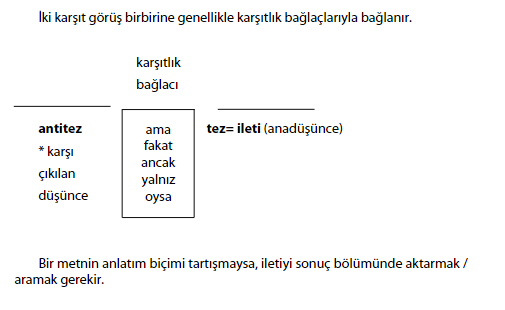 İki karşıt görüş birbirine genellikle karşıtlık bağlaçlarıyla bağlanır.
karşıtlık
bağlacı
antitez
* karşı
çıkılan
düşünce
ama
fakat
ancak
yalnız
oysa
tez= ileti (anadüşünce)
Bir metnin anlatım biçimi tartışmaysa, iletiyi sonuç bölümünde aktarmak /
aramak gerekir.